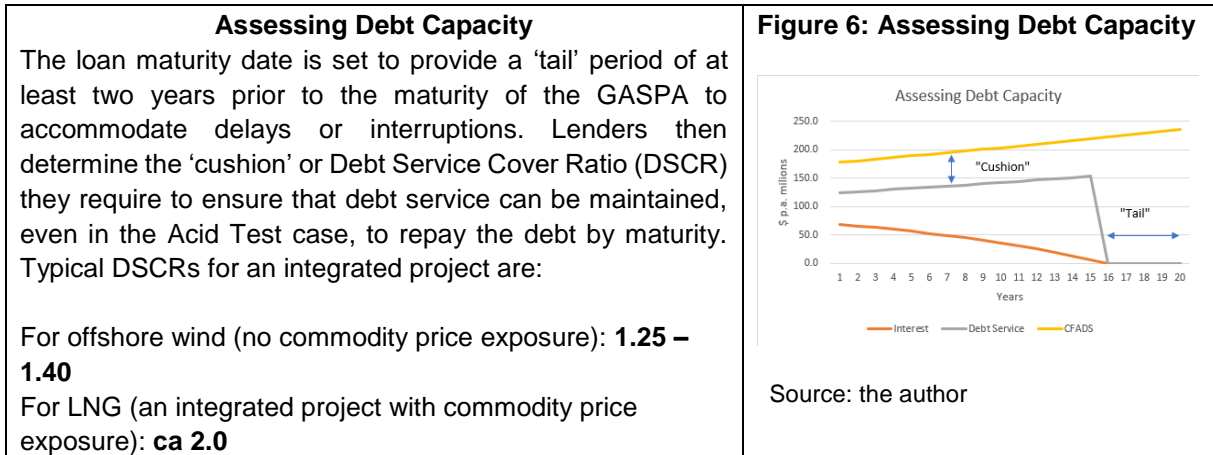 Assessing Debt Capacity
The loan maturity date is set to provide a ‘tail’ period of at
least two years prior to the maturity of the GASPA to
accommodate delays or interruptions. Lenders then
determine the ‘cushion’ or Debt Service Cover Ratio (DSCR)
they require to ensure that debt service can be maintained,
even in the Acid Test case, to repay the debt by maturity.
Typical DSCRs for an integrated project are:
For offshore wind (no commodity price exposure): 1.25 –
1.40
For LNG (an integrated project with commodity price
exposure): ca 2.0
Figure 6: Assessing Debt Capacity
Assessing Debt Capacity
250.0
200.0
150.0
100.0
50.0
0.0
$ p.a. milions
"Cushion"
"Tail"
1 2 3 4 5 6 7 8 9 10 11 12 13 14 15 16 17 18 19 20
Years
Interest Debt Service CFADS
Source: the author